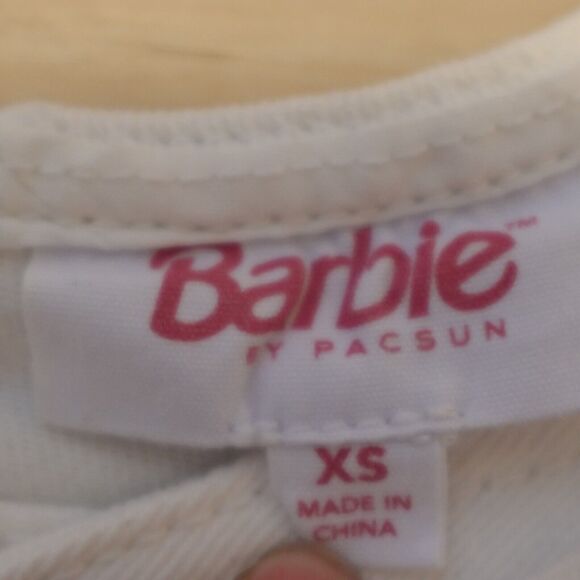 Barbie™
BY PACSUN
XS
MADE IN
CHINA